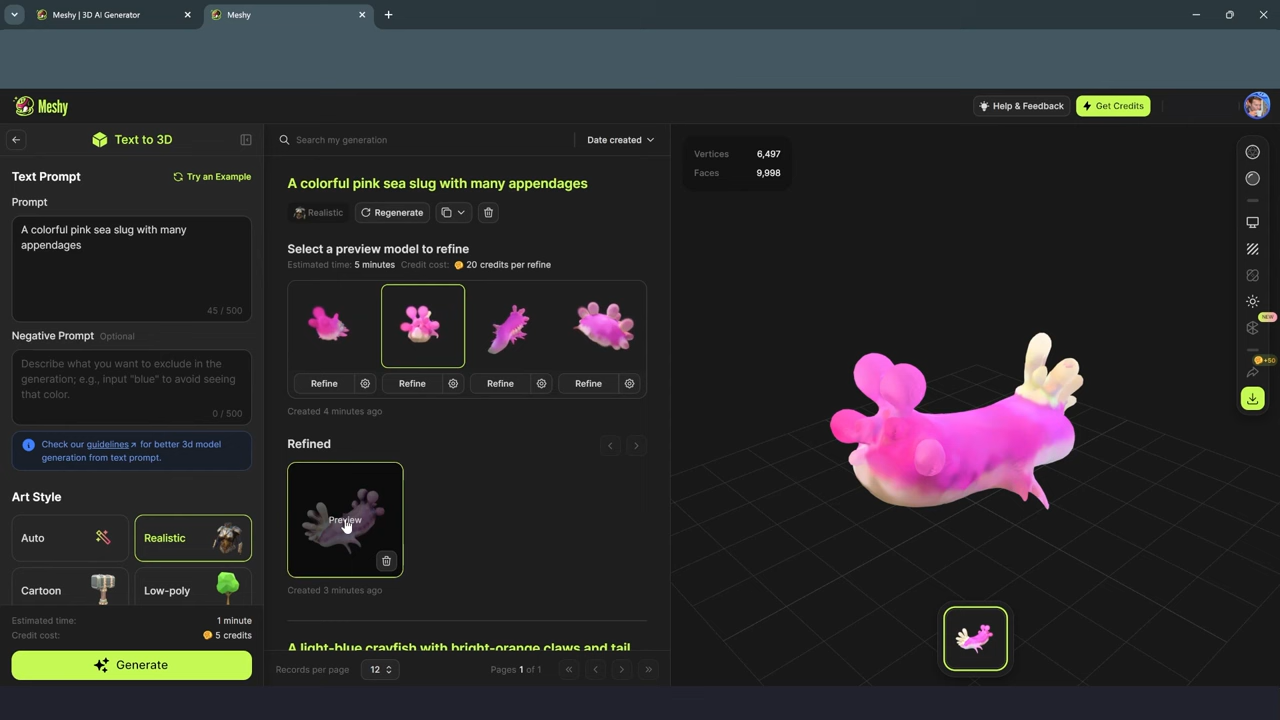 Meshy | 3D AI Generator
Meshy
Meshy
Help & Feedback
Get Credits
Text to 3D
Text Prompt
Try an Example
Prompt
A colorful pink sea slug with many
appendages
45 / 500
Negative Prompt Optional
Describe what you want to exclude in the
generation; e.g., input "blue" to avoid seeing
that color.
0 / 500
Check our guidelines for better 3d model
generation from text prompt.
Art Style
Auto
Realistic
Cartoon
Low-poly
Estimated time: 1 minute
Credit cost: 5 credits
Generate
Search my generation
Date created
A colorful pink sea slug with many appendages
Realistic
Regenerate
Select a preview model to refine
Estimated time: 5 minutes Credit cost: 20 credits per refine
Refine
Refine
Refine
Refine
Created 4 minutes ago
Refined
Preview
Created 3 minutes ago
A light-blue crayfish with bright-orange claws and tail
Records per page 12
Pages 1 of 1
Vertices 6,497
Faces 9,998
NEW
+50